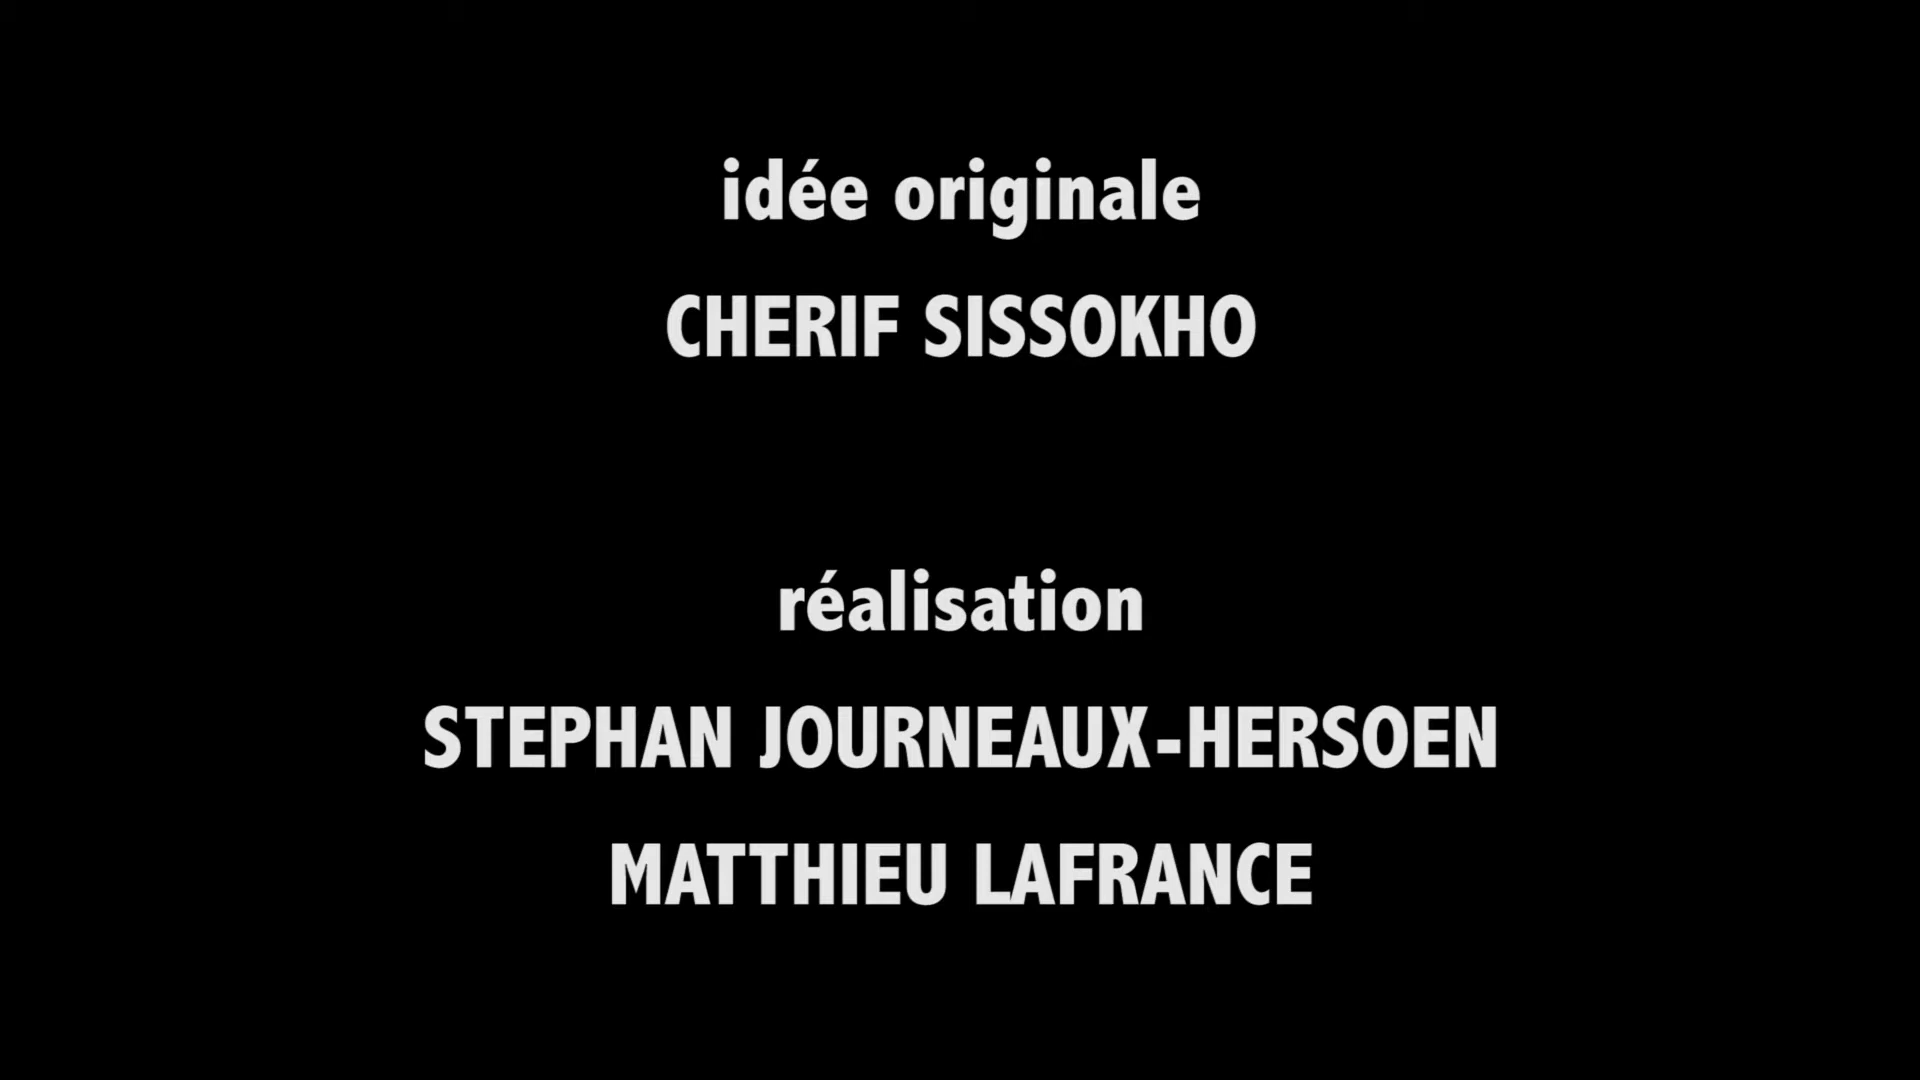 idée originale
CHERIF SISSOKHO
réalisation
STEPHAN JOURNEAUX-HERSOEN
MATTHIEU LAFRANCE